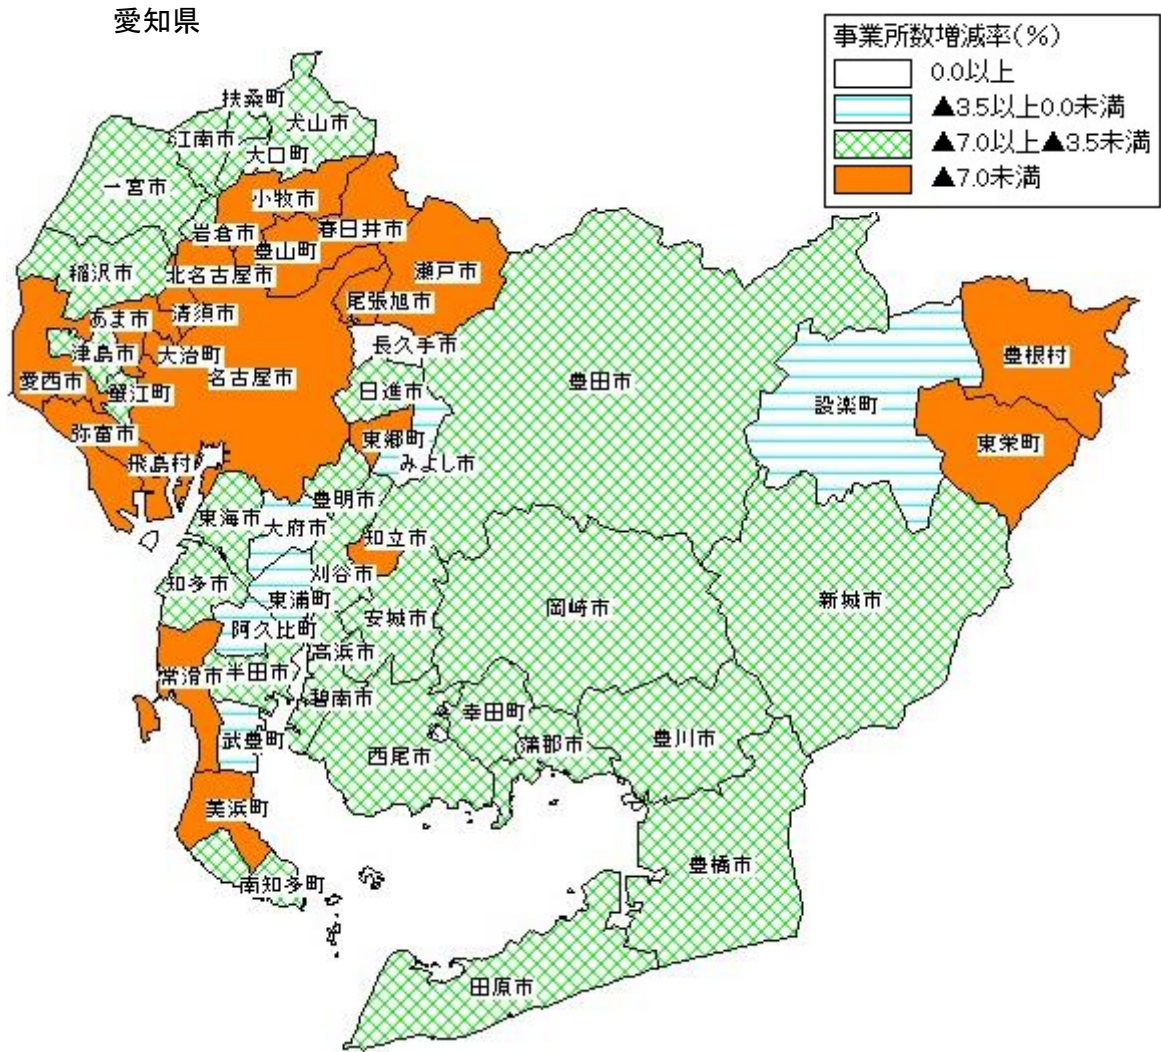 愛知県
事業所数増減率(%)
0.0以上
▲3.5以上0.0未満
▲7.0以上▲3.5未満
▲7.0未満
扶桑町
犬山市
江南市
大口町
一宮市
小牧市
岩倉市
春日井市
豊山町
稲沢市
北名古屋市
瀬戸市
尾張旭市
あま市
清須市
長久手市
津島市
大治町
豊根村
愛西市
名古屋市
豊田市
蟹江町
日進市
設楽町
弥富市
東郷町
東栄町
飛島村
みよし市
豊明市
東海市
大府市
知立市
知多市
刈谷市
東浦町
新城市
岡崎市
安城市
阿久比町
高浜市
常滑市
半田市
碧南市
幸田町
武豊町
蒲郡市
豊川市
西尾市
美浜町
豊橋市
南知多町
田原市